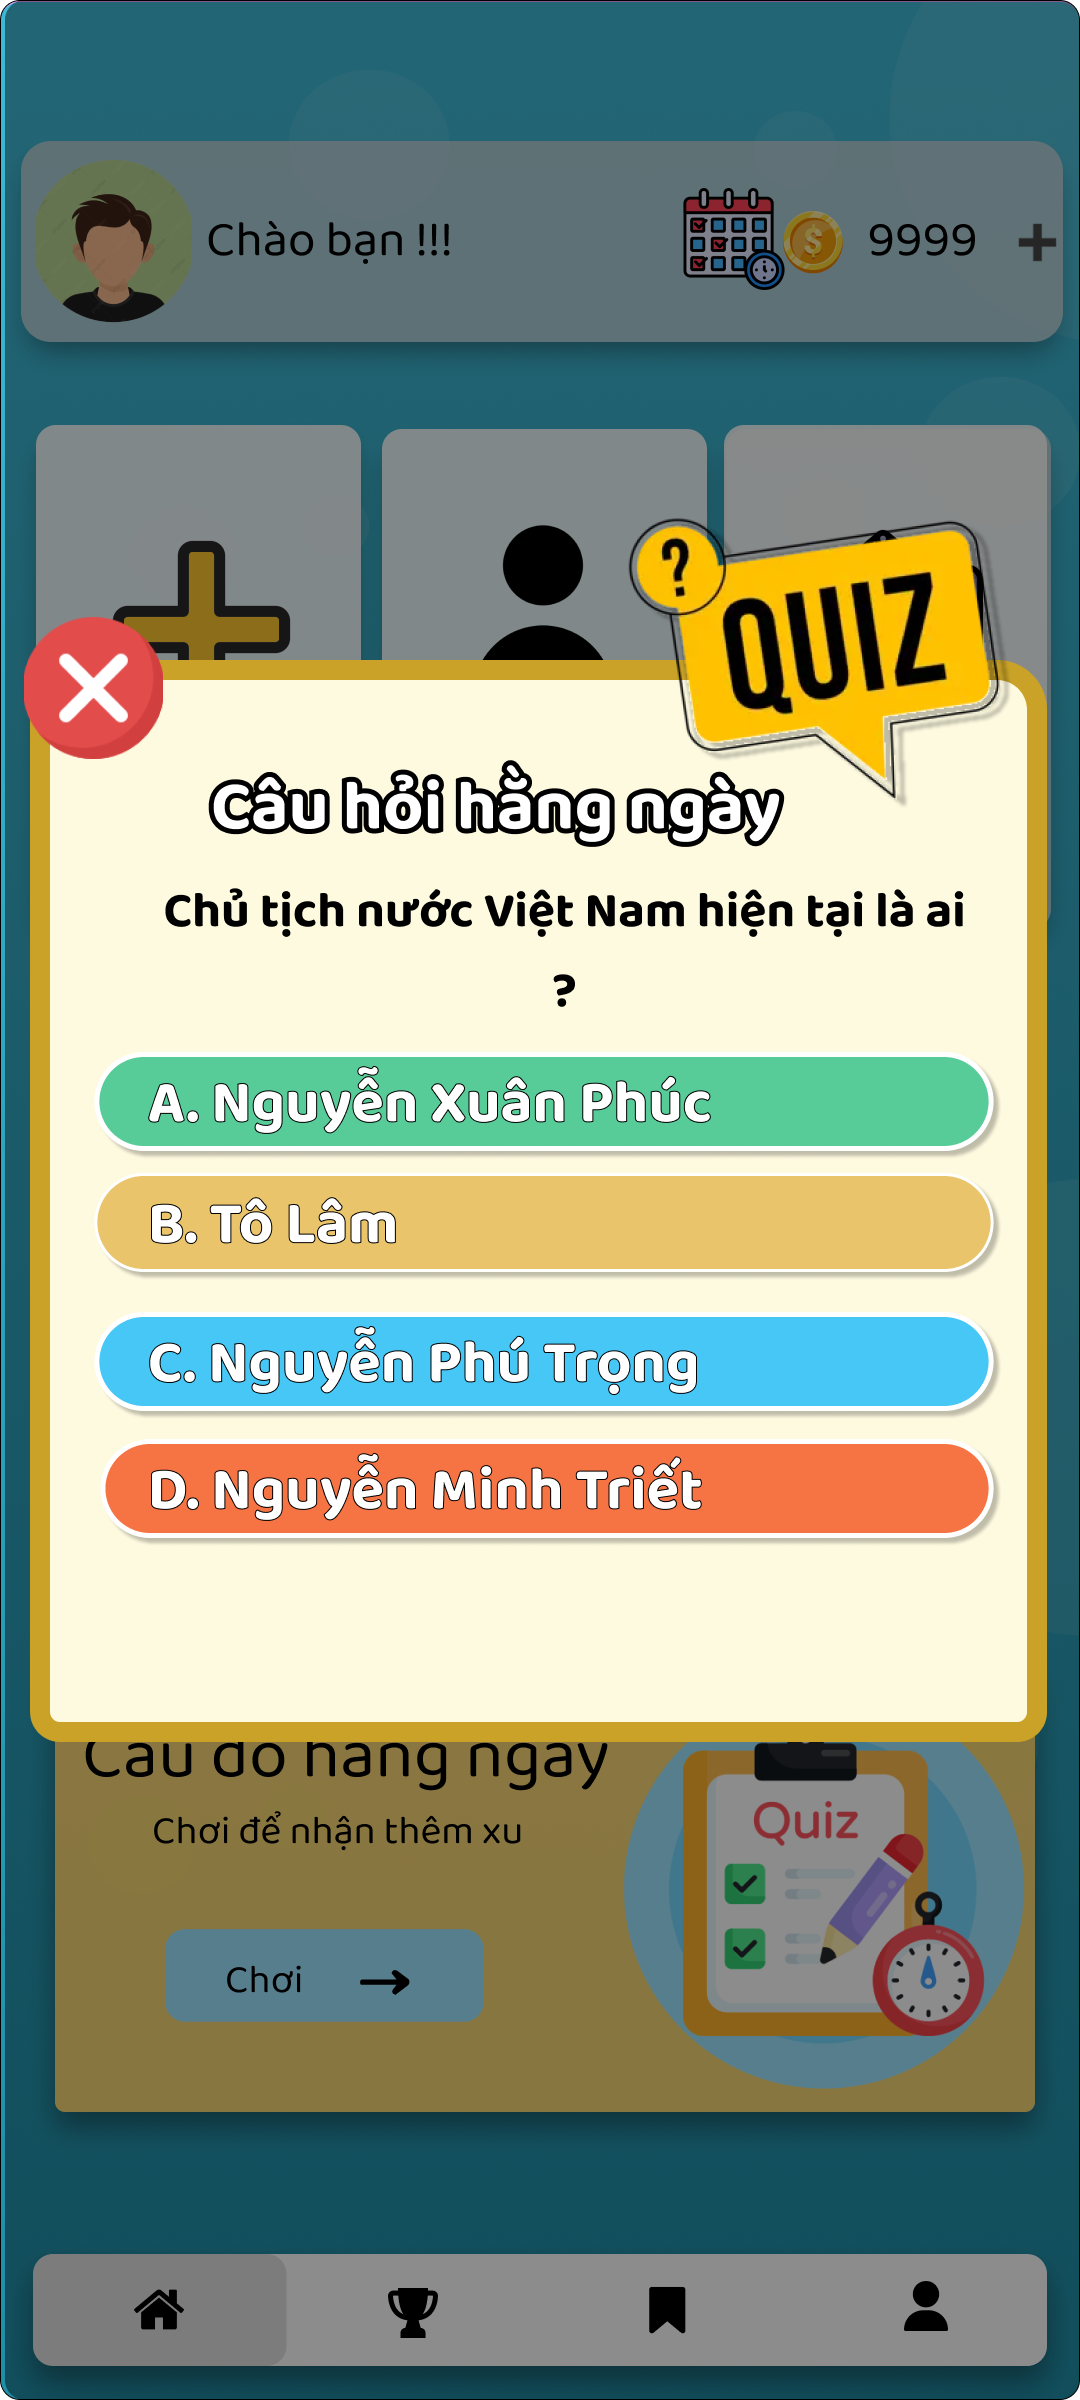 Chào bạn !!!
9999
?
QUIZ
Câu hỏi hằng ngày
Chủ tịch nước Việt Nam hiện tại là ai
?
A. Nguyễn Xuân Phúc
B. Tô Lâm
C. Nguyễn Phú Trọng
D. Nguyễn Minh Triết
Câu đố hằng ngày
Chơi để nhận thêm xu
Quiz
Chơi